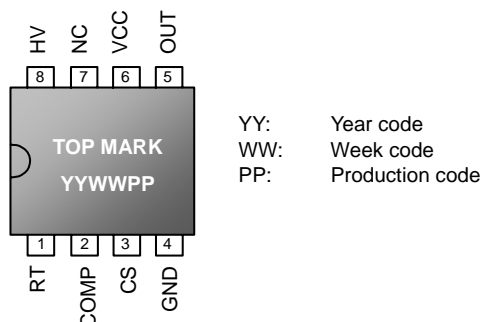 HV NC VCC OUT
8 7 6 5
TOP MARK
YYWWPP
1 2 3 4
RT COMP CS GND
YY: Year code
WW: Week code
PP: Production code